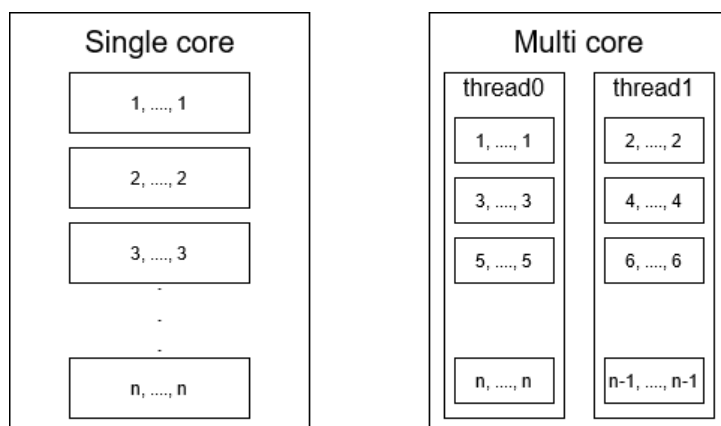 Single core
1, ...., 1
2, ...., 2
3, ...., 3
.
.
.
n, ...., n
Multi core
thread0
1, ...., 1
3, ...., 3
5, ...., 5
n, ...., n
thread1
2, ...., 2
4, ...., 4
6, ...., 6
n-1, ...., n-1